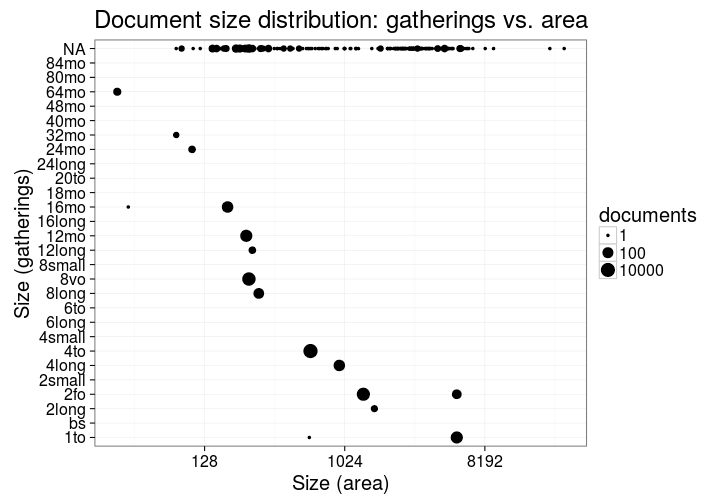 Document size distribution: gatherings vs. area
Size (gatherings)
NA
84mo
80mo
64mo
48mo
40mo
32mo
24mo
24long
20to
18mo
16mo
16long
12mo
12long
8small
8vo
8long
6to
6long
4small
4to
4long
2small
2fo
2long
bs
1to
128
1024
8192
Size (area)
documents
1
100
10000